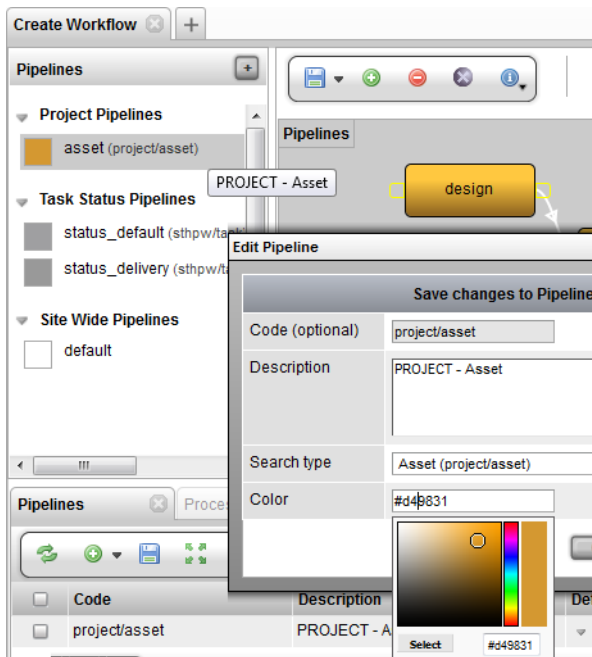 Create Workflow
Pipelines
Project Pipelines
asset (project/asset)
PROJECT - Asset
Task Status Pipelines
status_default (sthpw/task
status_delivery (sthpw/ta
Site Wide Pipelines
default
Pipelines
design
Edit Pipeline
Save changes to Pipeline
Code (optional)
project/asset
Description
PROJECT - Asset
Search type
Asset (project/asset)
Color
#d49831
Select
#d49831
Pipelines
Proces
Code
Description
De
project/asset
PROJECT - A